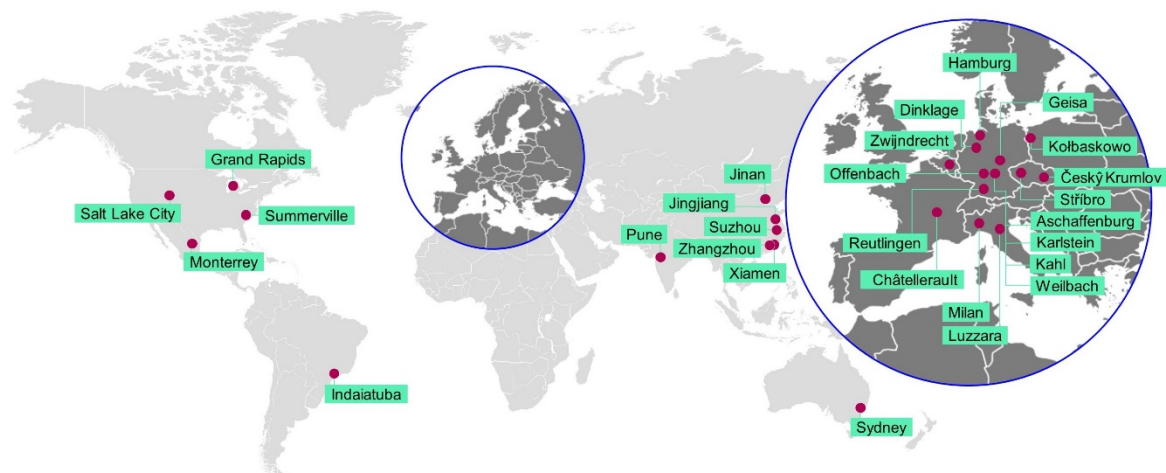 Grand Rapids
Salt Lake City
Summerville
Monterrey
Indaiatuba
Jinan
Jingjiang
Suzhou
Pune
Zhangzhou
Xiamen
Sydney
Hamburg
Geisa
Dinklage
Zwijndrecht
Kołbaskowo
Offenbach
Český Krumlov
Stříbro
Aschaffenburg
Reutlingen
Karlstein
Kahl
Châtellerault
Weilbach
Milan
Luzzara